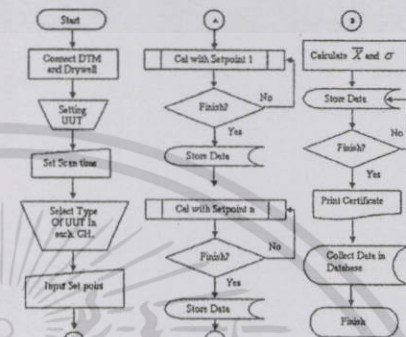 Start
Connect DTM
and Drywell
Setting
UUT
Set Scan time
Select Type
Of UUT In
each CH.
Input Set point
A
Cal with Setpoint 1
Finish?
No
Yes
Store Data
Cal with Setpoint n
Finish?
No
Yes
Store Data
B
Calculate X̄ and σ
Store Data
Finish?
No
Yes
Print Certificate
Collect Data in
Database
Finish